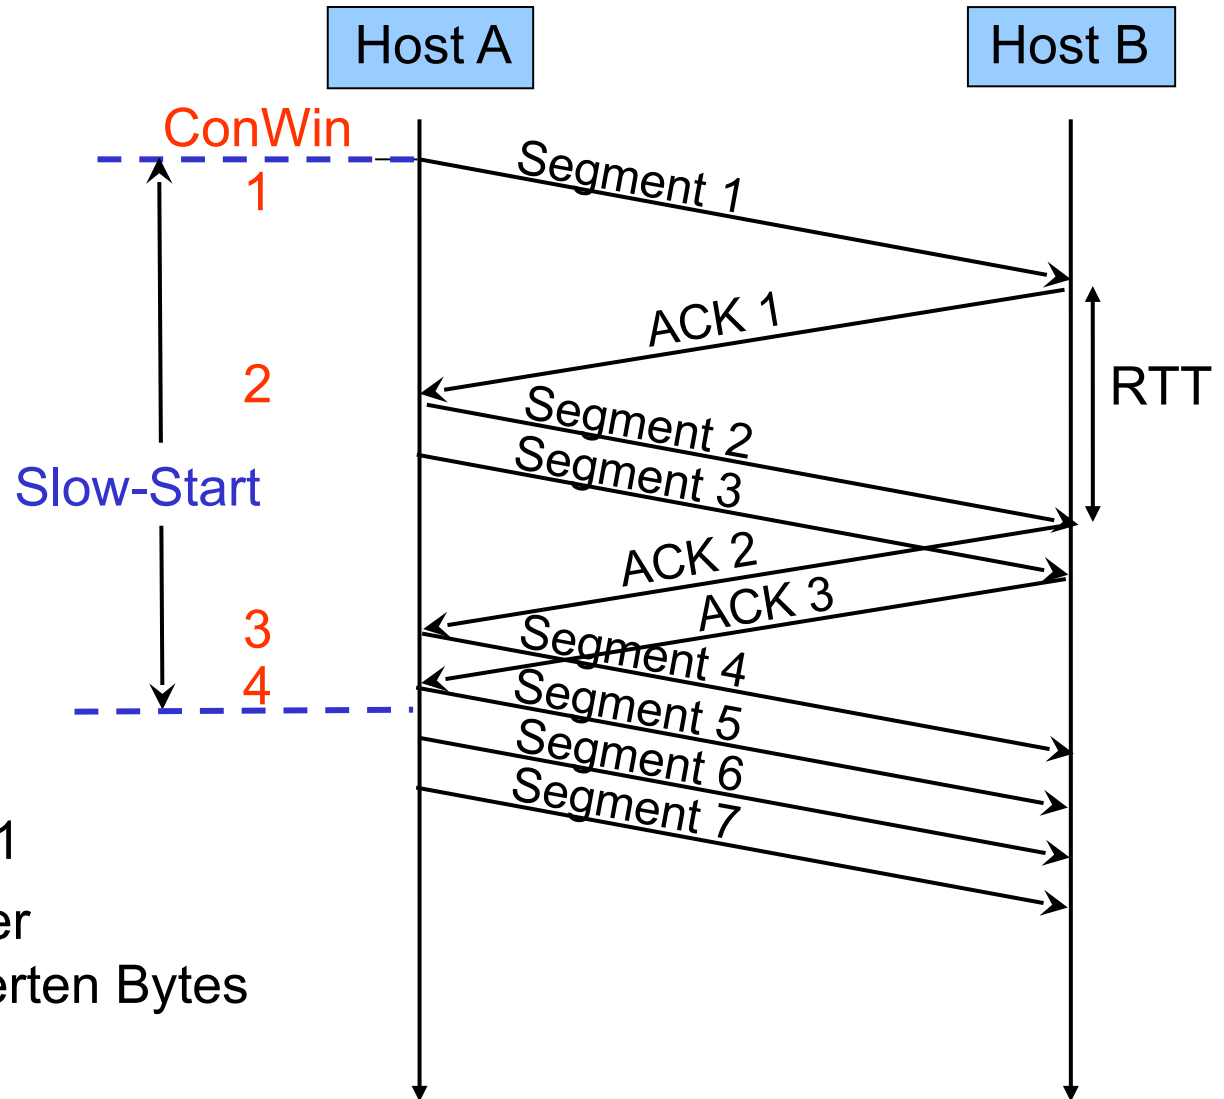 Host A
Host B
ConWin
Segment 1
1
ACK 1
2
RTT
Segment 2
Segment 3
Slow-Start
ACK 2
ACK 3
3
Segment 4
4
Segment 5
Segment 6
Segment 7
1
er
erten Bytes